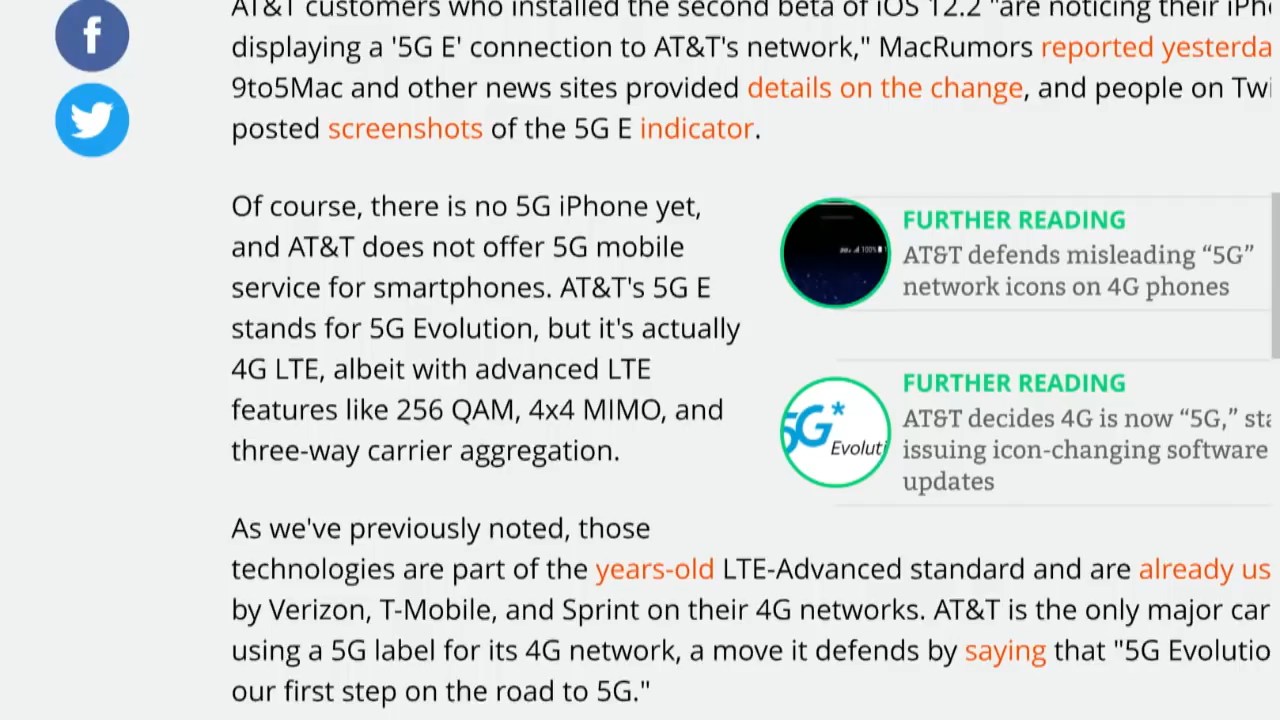 AT&T customers who installed the second beta of iOS 12.2 "are noticing their
displaying a '5G E' connection to AT&T's network," MacRumors reported
9to5Mac and other news sites provided details on the change, and people on
posted screenshots of the 5G E indicator.
Of course, there is no 5G iPhone yet,
and AT&T does not offer 5G mobile
service for smartphones. AT&T's 5G E
stands for 5G Evolution, but it's actually
4G LTE, albeit with advanced LTE
features like 256 QAM, 4x4 MIMO, and
three-way carrier aggregation.
FURTHER READING
AT&T defends misleading “5G”
network icons on 4G phones
FURTHER READING
AT&T decides 4G is now “5G,”
issuing icon-changing software
updates
5G*
As we've previously noted, those
technologies are part of the years-old LTE-Advanced standard and are already
by Verizon, T-Mobile, and Sprint on their 4G networks. AT&T is the only major
using a 5G label for its 4G network, a move it defends by saying that "5G
our first step on the road to 5G."